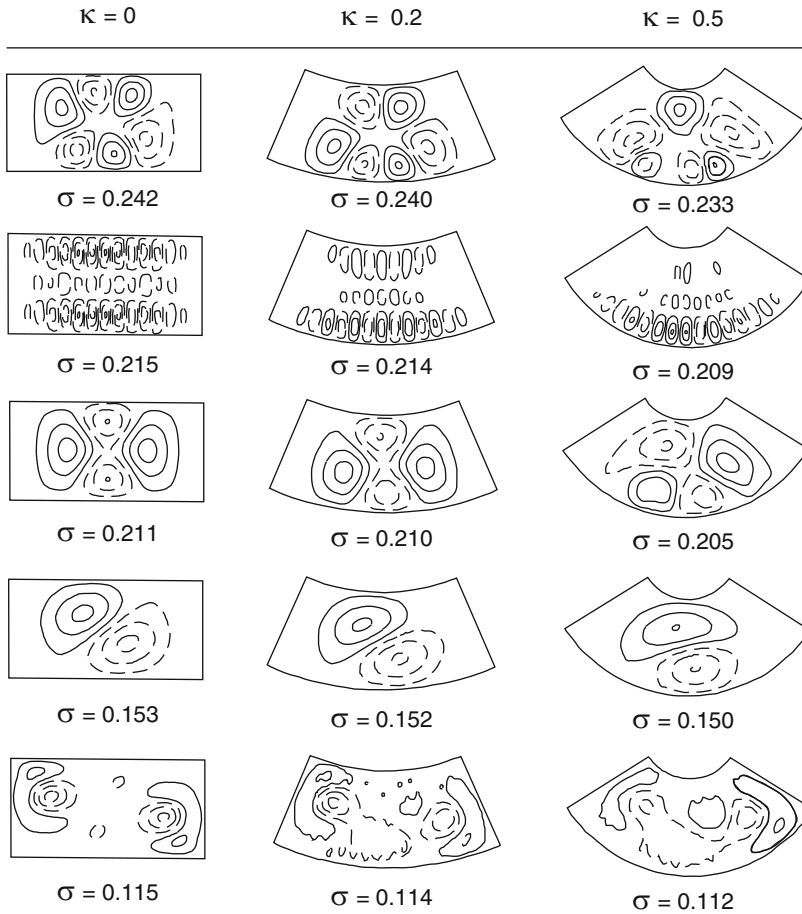 κ = 0 κ = 0.2 κ = 0.5
σ = 0.242 σ = 0.240 σ = 0.233
σ = 0.215 σ = 0.214 σ = 0.209
σ = 0.211 σ = 0.210 σ = 0.205
σ = 0.153 σ = 0.152 σ = 0.150
σ = 0.115 σ = 0.114 σ = 0.112